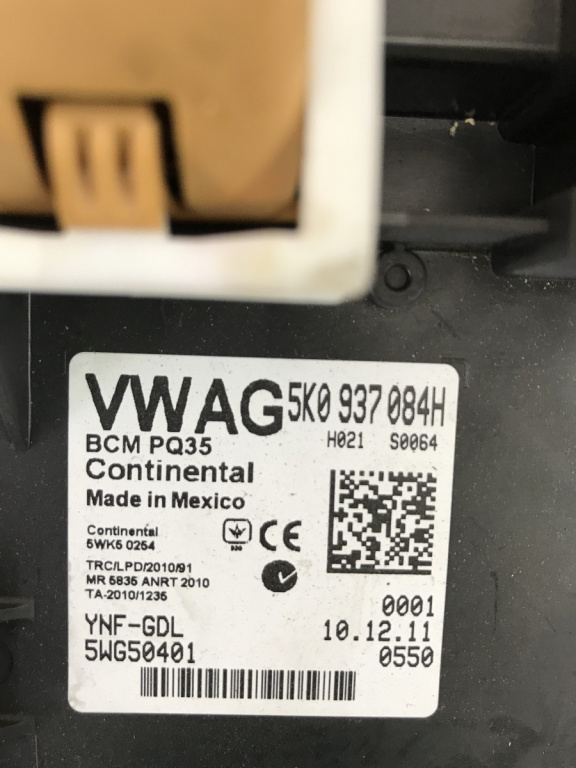 VWAG 5K0 937 084H
BCM PQ35 H021 S0064
Continental
Made in Mexico
Continental
5WK5 0254
TRC/LPD/2010/91
MR 5835 ANRT 2010
TA-2010/1235
0001
YNF-GDL 10.12.11
5WG50401 0550